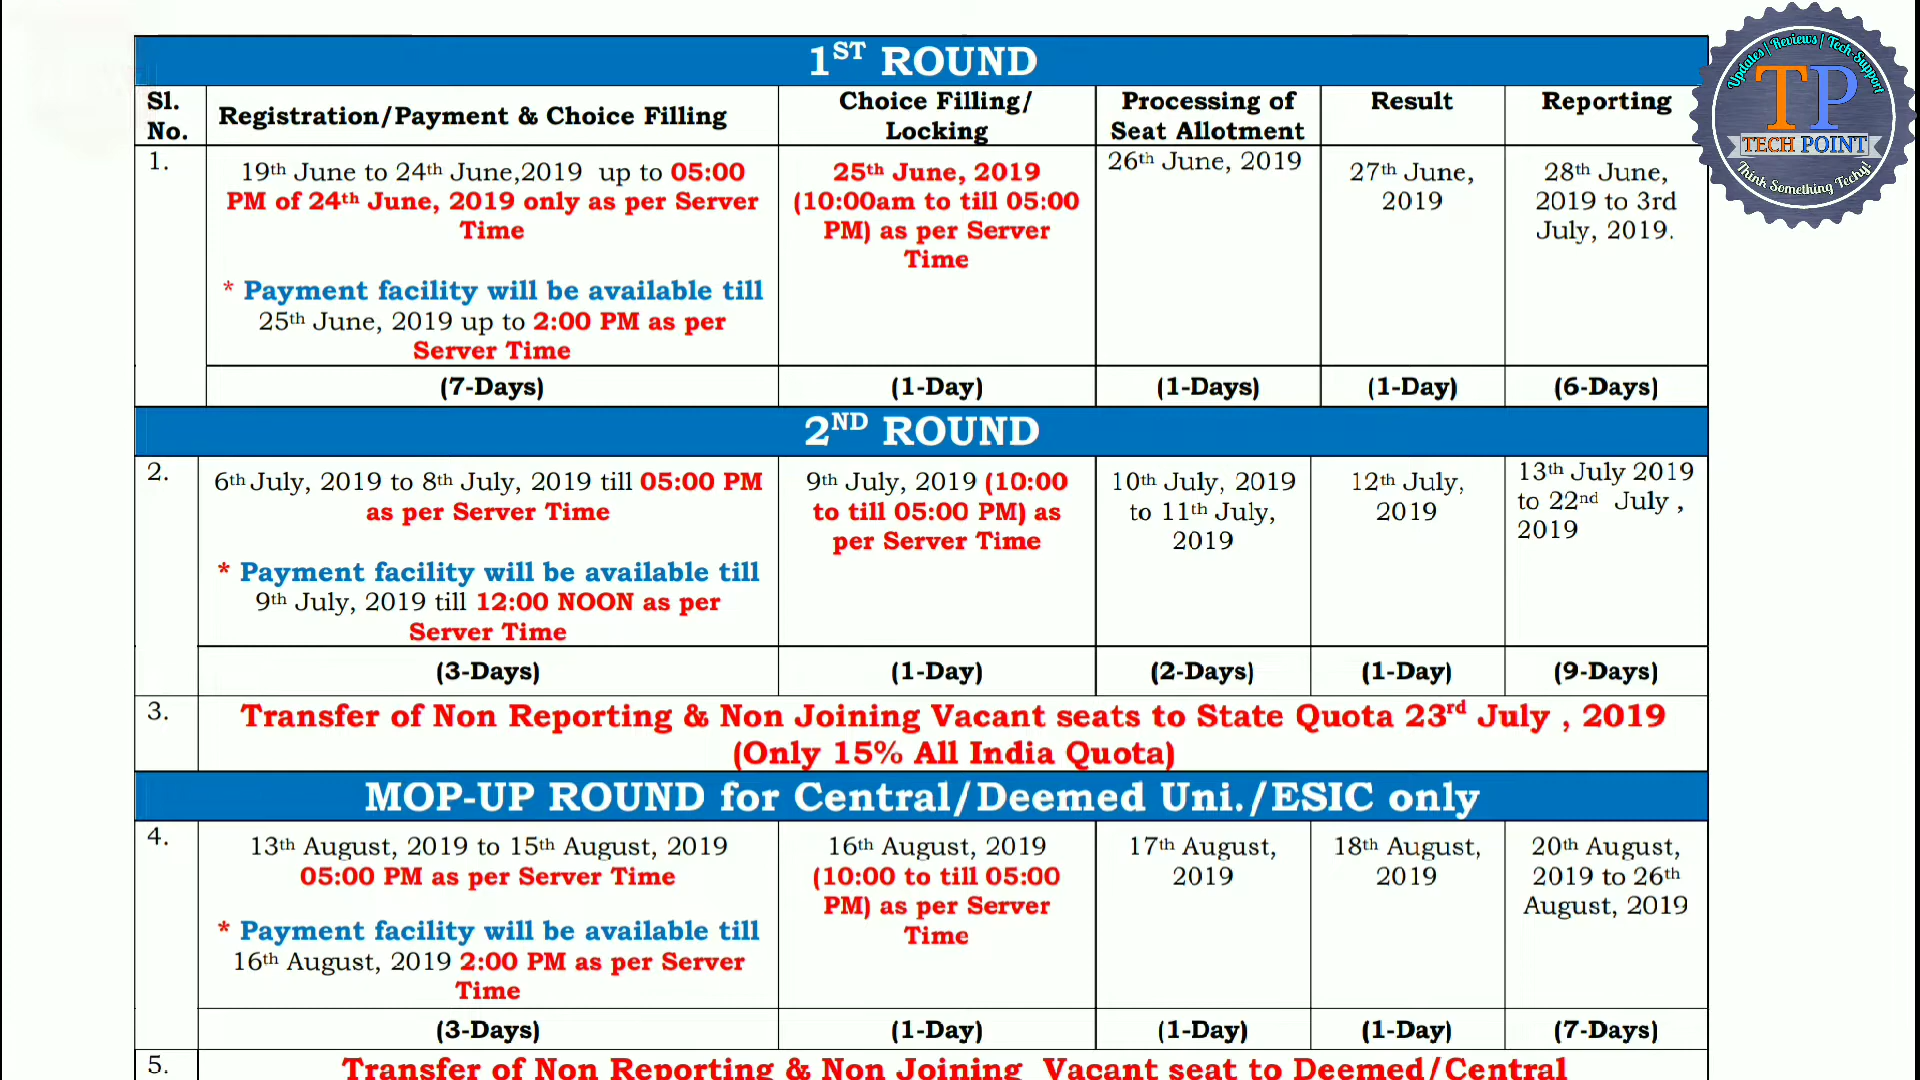 1ST ROUND
Sl.
No.
Registration/Payment & Choice Filling
Choice Filling/
Locking
Processing of
Seat Allotment
Result
Reporting
1.
19th June to 24th June,2019 up to 05:00
PM of 24th June, 2019 only as per Server
Time
* Payment facility will be available till
25th June, 2019 up to 2:00 PM as per
Server Time
25th June, 2019
(10:00am to till 05:00
PM) as per Server
Time
26th June, 2019
27th June,
2019
28th June,
2019 to 3rd
July, 2019.
(7-Days)
(1-Day)
(1-Days)
(1-Day)
(6-Days)
2ND ROUND
2.
6th July, 2019 to 8th July, 2019 till 05:00 PM
as per Server Time
* Payment facility will be available till
9th July, 2019 till 12:00 NOON as per
Server Time
9th July, 2019 (10:00
to till 05:00 PM) as
per Server Time
10th July, 2019
to 11th July,
2019
12th July,
2019
13th July 2019
to 22nd July ,
2019
(3-Days)
(1-Day)
(2-Days)
(1-Day)
(9-Days)
3.
Transfer of Non Reporting & Non Joining Vacant seats to State Quota 23rd July , 2019
(Only 15% All India Quota)
MOP-UP ROUND for Central/Deemed Uni./ESIC only
4.
13th August, 2019 to 15th August, 2019
05:00 PM as per Server Time
* Payment facility will be available till
16th August, 2019 2:00 PM as per Server
Time
16th August, 2019
(10:00 to till 05:00
PM) as per Server
Time
17th August,
2019
18th August,
2019
20th August,
2019 to 26th
August, 2019
(3-Days)
(1-Day)
(1-Day)
(1-Day)
(7-Days)
5.
Transfer of Non Reporting & Non Joining Vacant seat to Deemed/Central
Updates | Reviews | Tech-Support
TP
TECH POINT
Think Something Techy!